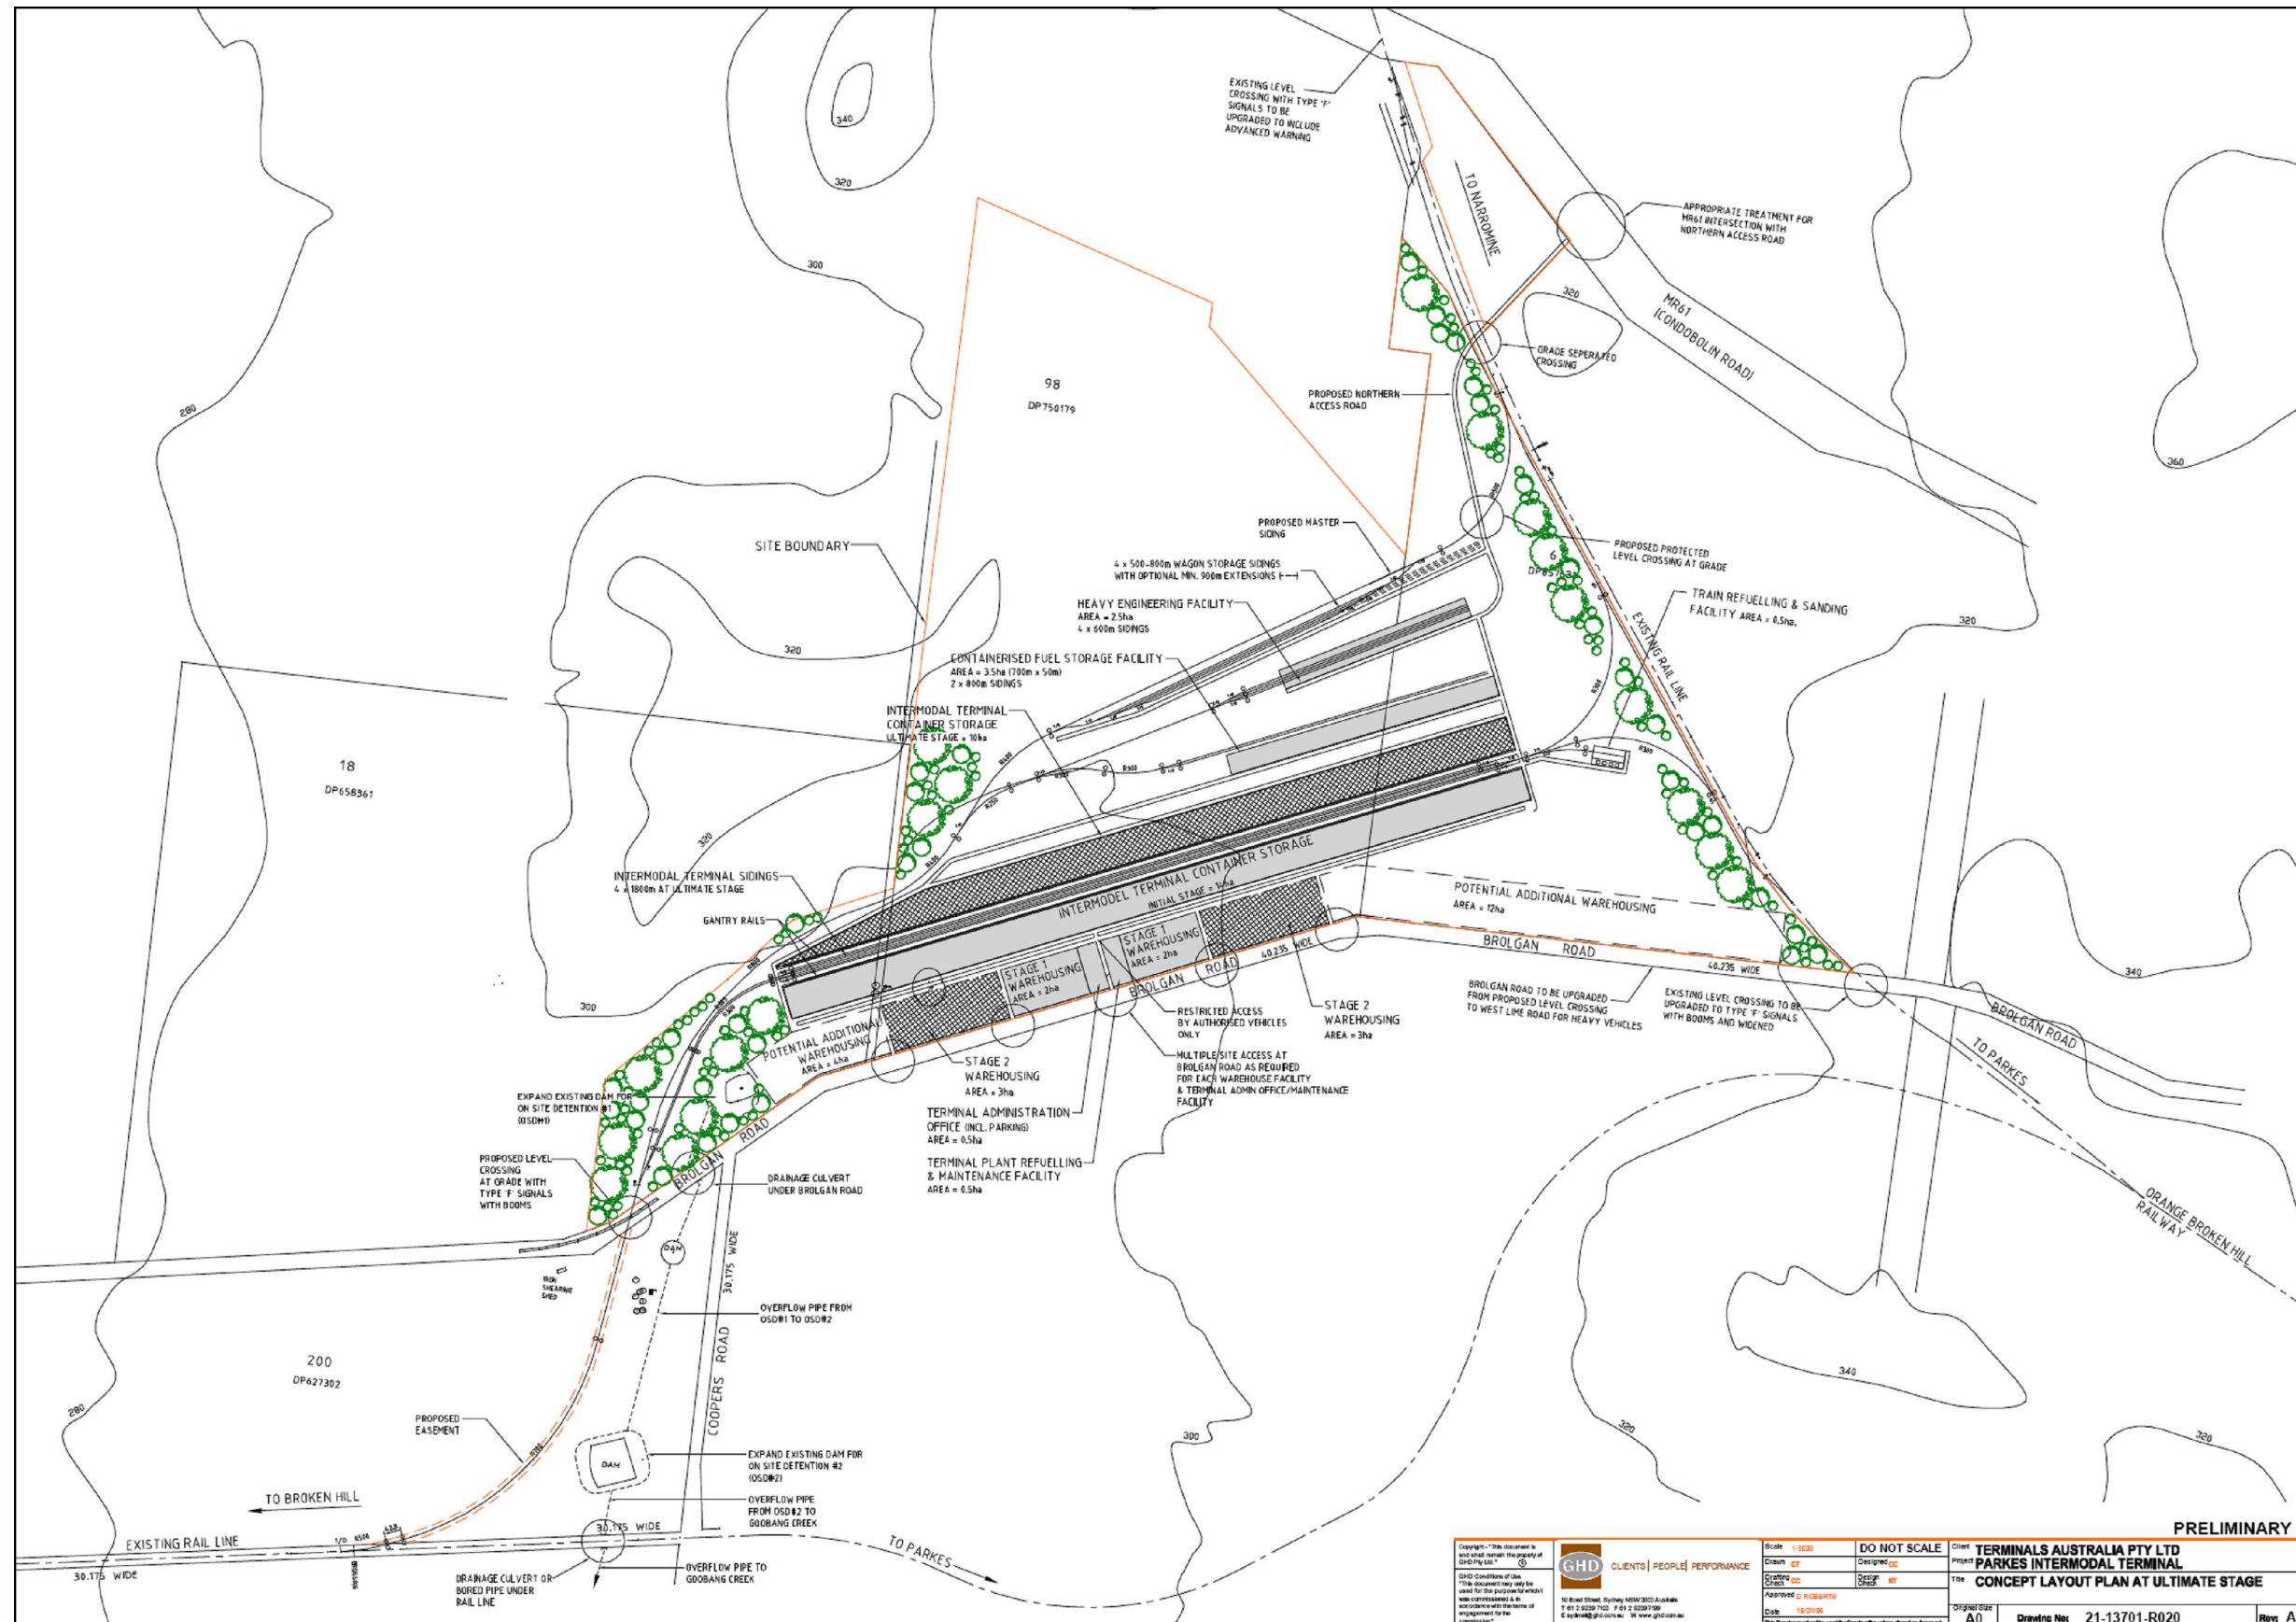 EXISTING LEVEL
CROSSING WITH TYPE 'F'
SIGNALS TO BE
UPGRADED TO INCLUDE
ADVANCED WARNING
340
320
TO NARROMINE
APPROPRIATE TREATMENT FOR
MR61 INTERSECTION WITH
NORTHERN ACCESS ROAD
300
320
MR61
(CONDOBOLIN ROAD)
GRADE SEPERATED
CROSSING
98
DP750179
PROPOSED NORTHERN
ACCESS ROAD
280
360
SITE BOUNDARY
PROPOSED MASTER
SIDING
4 x 500-800m WAGON STORAGE SIDINGS
WITH OPTIONAL MIN. 900m EXTENSIONS
PROPOSED PROTECTED
LEVEL CROSSING AT GRADE
6
HEAVY ENGINEERING FACILITY
AREA = 2.5ha
4 x 600m SIDINGS
TRAIN REFUELLING & SANDING
FACILITY AREA = 0.5ha.
EXISTING RAIL LINE
320
320
CONTAINERISED FUEL STORAGE FACILITY
AREA = 3.5ha (700m x 50m)
2 x 800m SIDINGS
INTERMODAL TERMINAL
CONTAINER STORAGE
ULTIMATE STAGE = 10ha
18
DP658361
320
INTERMODAL TERMINAL SIDINGS
4 x 1800m AT ULTIMATE STAGE
GANTRY RAILS
INTERMODEL TERMINAL CONTAINER STORAGE
INITIAL STAGE = 14ha
POTENTIAL ADDITIONAL WAREHOUSING
AREA = 12ha
STAGE 1
WAREHOUSING
AREA = 2ha
STAGE 1
WAREHOUSING
AREA = 2ha
BROLGAN ROAD
40.235 WIDE
BROLGAN ROAD
40.235 WIDE
340
300
BROLGAN ROAD TO BE UPGRADED
FROM PROPOSED LEVEL CROSSING
TO WEST LIME ROAD FOR HEAVY VEHICLES
EXISTING LEVEL CROSSING TO BE
UPGRADED TO TYPE 'F' SIGNALS
WITH BOOMS AND WIDENED
BROLGAN ROAD
TO PARKES
RESTRICTED ACCESS
BY AUTHORISED VEHICLES
ONLY
STAGE 2
WAREHOUSING
AREA = 3ha
POTENTIAL ADDITIONAL
WAREHOUSING
AREA = 4ha
STAGE 2
WAREHOUSING
AREA = 3ha
MULTIPLE SITE ACCESS AT
BROLGAN ROAD AS REQUIRED
FOR EACH WAREHOUSE FACILITY
& TERMINAL ADMIN OFFICE/MAINTENANCE
FACILITY
EXPAND EXISTING DAM FOR
ON SITE DETENTION #1
(OSD#1)
TERMINAL ADMINISTRATION
OFFICE (INCL. PARKING)
AREA = 0.5ha
TERMINAL PLANT REFUELLING
& MAINTENANCE FACILITY
AREA = 0.5ha
PROPOSED LEVEL
CROSSING
AT GRADE WITH
TYPE 'F' SIGNALS
WITH BOOMS
BROLGAN ROAD
DRAINAGE CULVERT
UNDER BROLGAN ROAD
ORANGE BROKEN HILL
RAILWAY
DAM
30.175 WIDE
OVERFLOW PIPE FROM
OSD#1 TO OSD#2
COOPERS ROAD
200
DP627302
340
280
320
320
300
PROPOSED
EASEMENT
DAM
EXPAND EXISTING DAM FOR
ON SITE DETENTION #2
(OSD#2)
TO BROKEN HILL
OVERFLOW PIPE
FROM OSD#2 TO
GOOBANG CREEK
30.175 WIDE
EXISTING RAIL LINE
30.175 WIDE
TO PARKES
DRAINAGE CULVERT OR
BORED PIPE UNDER
RAIL LINE
OVERFLOW PIPE TO
GOOBANG CREEK
PRELIMINARY
GHD
CLIENTS | PEOPLE | PERFORMANCE
DO NOT SCALE
Client TERMINALS AUSTRALIA PTY LTD
Project PARKES INTERMODAL TERMINAL
Title CONCEPT LAYOUT PLAN AT ULTIMATE STAGE
Approved D ROBERTS
Original Size
A0
Drawing No: 21-13701-R020
Rev: A